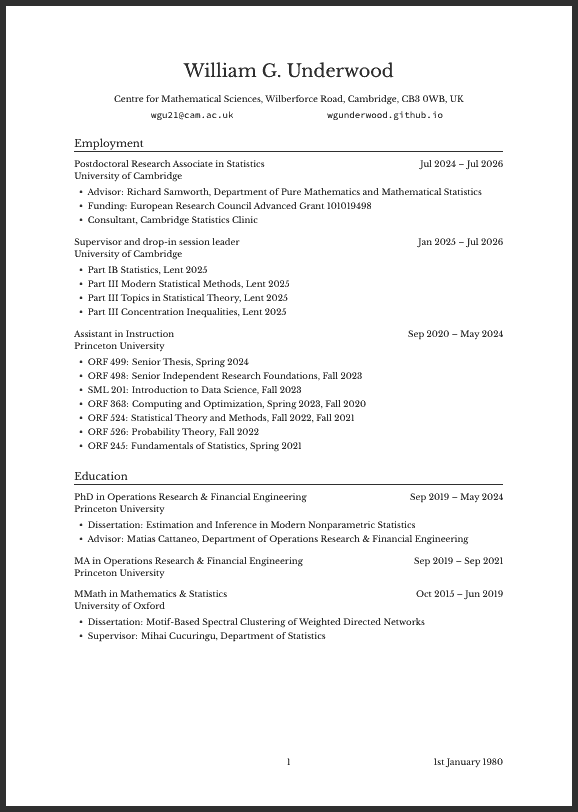 William G. Underwood
Centre for Mathematical Sciences, Wilberforce Road, Cambridge, CB3 0WB, UK
wgu21@cam.ac.uk wgunderwood.github.io
Employment
Postdoctoral Research Associate in Statistics Jul 2024 – Jul 2026
University of Cambridge
• Advisor: Richard Samworth, Department of Pure Mathematics and Mathematical Statistics
• Funding: European Research Council Advanced Grant 101019498
• Consultant, Cambridge Statistics Clinic
Supervisor and drop-in session leader Jan 2025 – Jul 2026
University of Cambridge
• Part IB Statistics, Lent 2025
• Part III Modern Statistical Methods, Lent 2025
• Part III Topics in Statistical Theory, Lent 2025
• Part III Concentration Inequalities, Lent 2025
Assistant in Instruction Sep 2020 – May 2024
Princeton University
• ORF 499: Senior Thesis, Spring 2024
• ORF 498: Senior Independent Research Foundations, Fall 2023
• SML 201: Introduction to Data Science, Fall 2023
• ORF 363: Computing and Optimization, Spring 2023, Fall 2020
• ORF 524: Statistical Theory and Methods, Fall 2022, Fall 2021
• ORF 526: Probability Theory, Fall 2022
• ORF 245: Fundamentals of Statistics, Spring 2021
Education
PhD in Operations Research & Financial Engineering Sep 2019 – May 2024
Princeton University
• Dissertation: Estimation and Inference in Modern Nonparametric Statistics
• Advisor: Matias Cattaneo, Department of Operations Research & Financial Engineering
MA in Operations Research & Financial Engineering Sep 2019 – Sep 2021
Princeton University
MMath in Mathematics & Statistics Oct 2015 – Jun 2019
University of Oxford
• Dissertation: Motif-Based Spectral Clustering of Weighted Directed Networks
• Supervisor: Mihai Cucuringu, Department of Statistics
1 1st January 1980